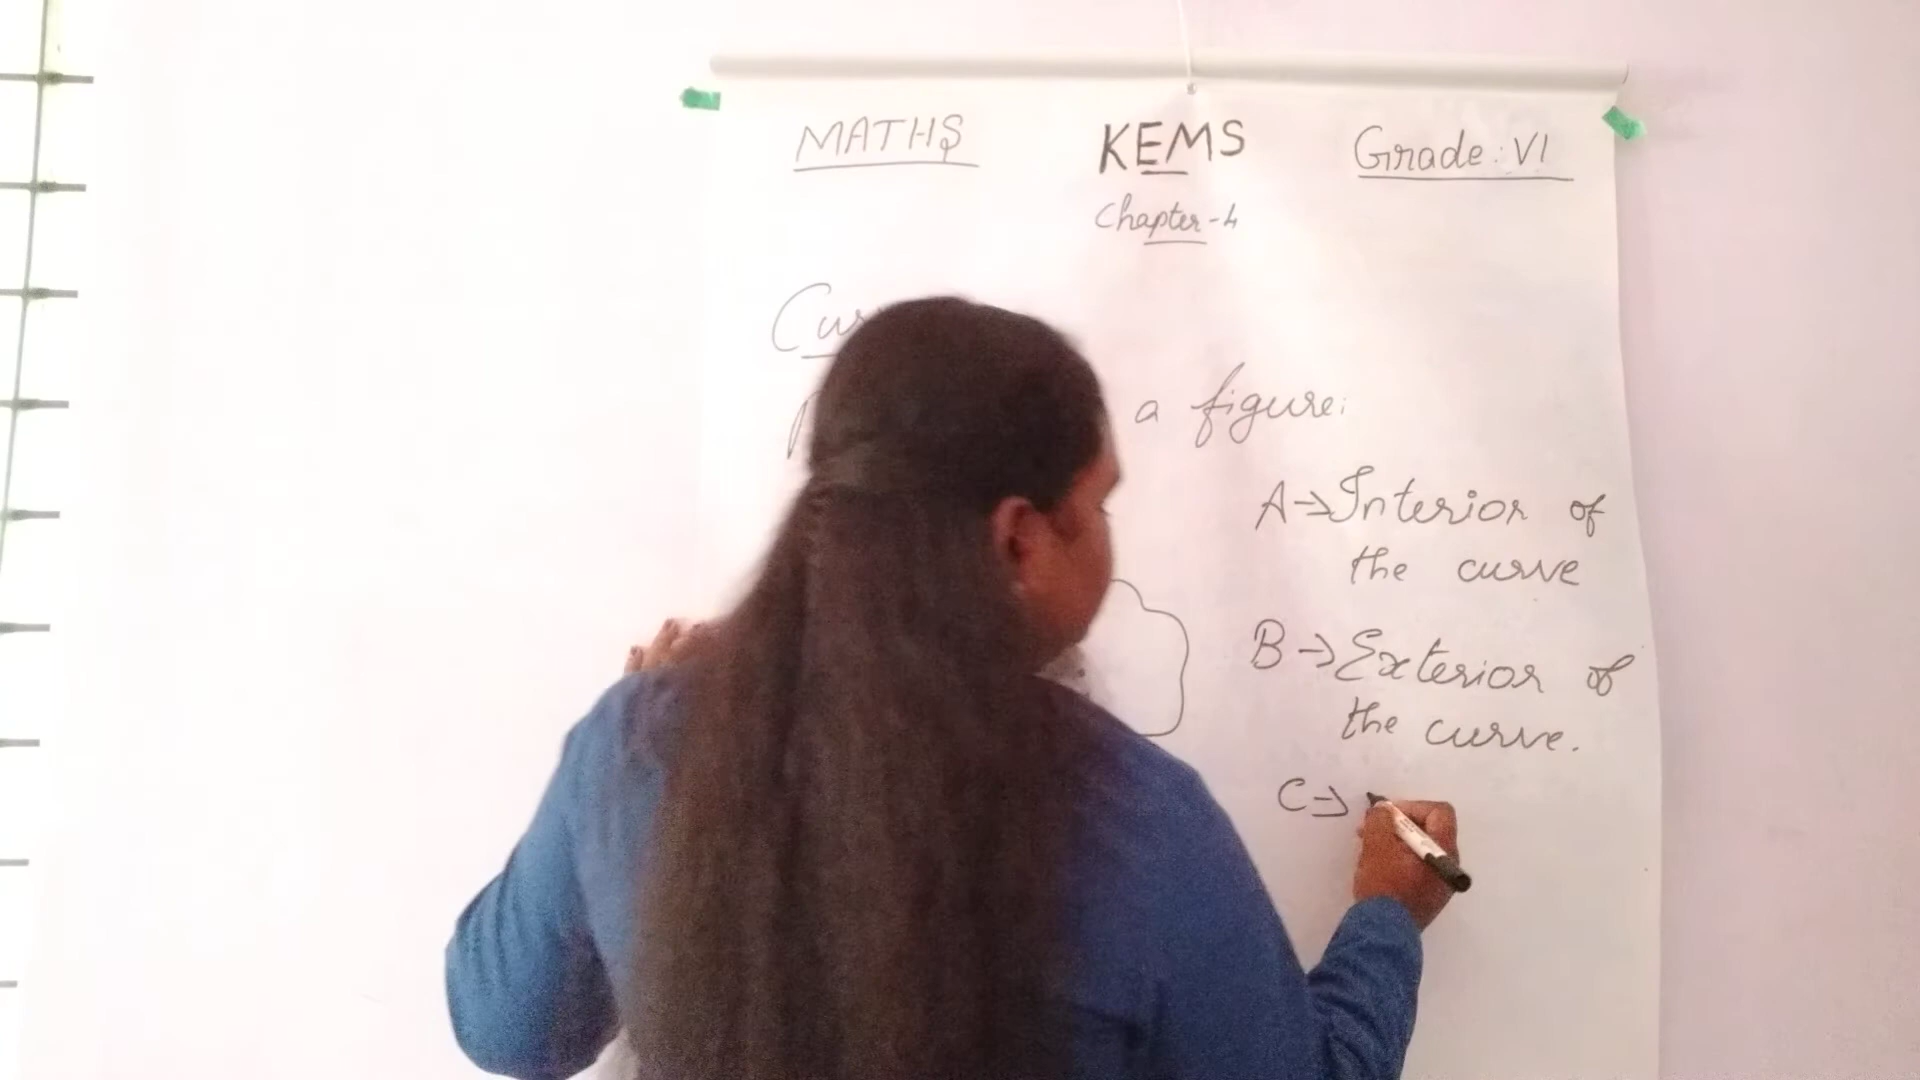 MATHS
KEMS
Grade: VI
Chapter-4
a figure:
A→Interior of
the curve
B→Exterior of
the curve.
C→